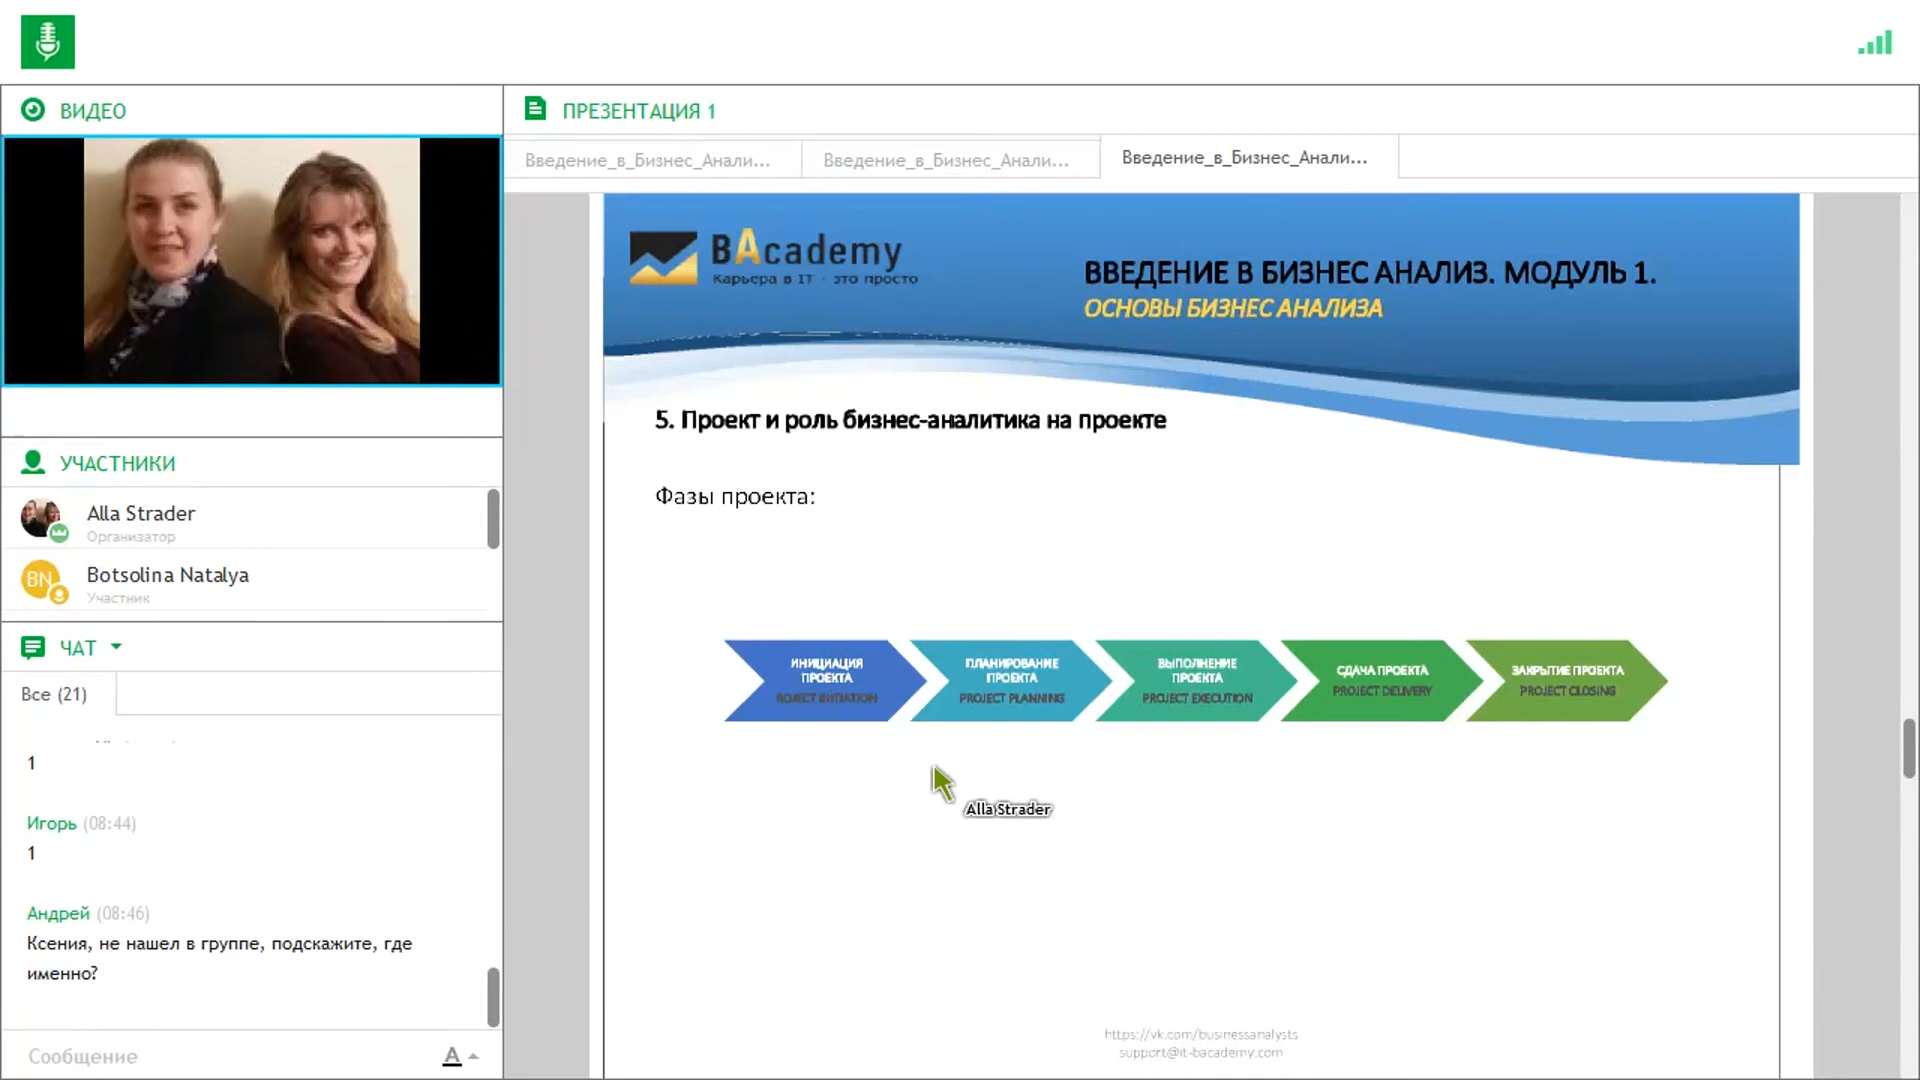 ВИДЕО
УЧАСТНИКИ
Alla Strader
Организатор
BN
Botsolina Natalya
Участник
ЧАТ
Все (21)
1
Игорь (08:44)
1
Андрей (08:46)
Ксения, не нашел в группе, подскажите, где
именно?
Сообщение
A
ПРЕЗЕНТАЦИЯ 1
Введение_в_Бизнес_Анали...
Введение_в_Бизнес_Анали...
Введение_в_Бизнес_Анали...
BAcademy
Карьера в IT - это просто
ВВЕДЕНИЕ В БИЗНЕС АНАЛИЗ. МОДУЛЬ 1.
ОСНОВЫ БИЗНЕС АНАЛИЗА
5. Проект и роль бизнес-аналитика на проекте
Фазы проекта:
ИНИЦИАЦИЯ
ПРОЕКТА
ROJECT INITIATION
ПЛАНИРОВАНИЕ
ПРОЕКТА
PROJECT PLANNING
ВЫПОЛНЕНИЕ
ПРОЕКТА
PROJECT EXECUTION
СДАЧА ПРОЕКТА
PROJECT DELIVERY
ЗАКРЫТИЕ ПРОЕКТА
PROJECT CLOSING
Alla Strader
https://vk.com/businessanalysts
support@it-bacademy.com